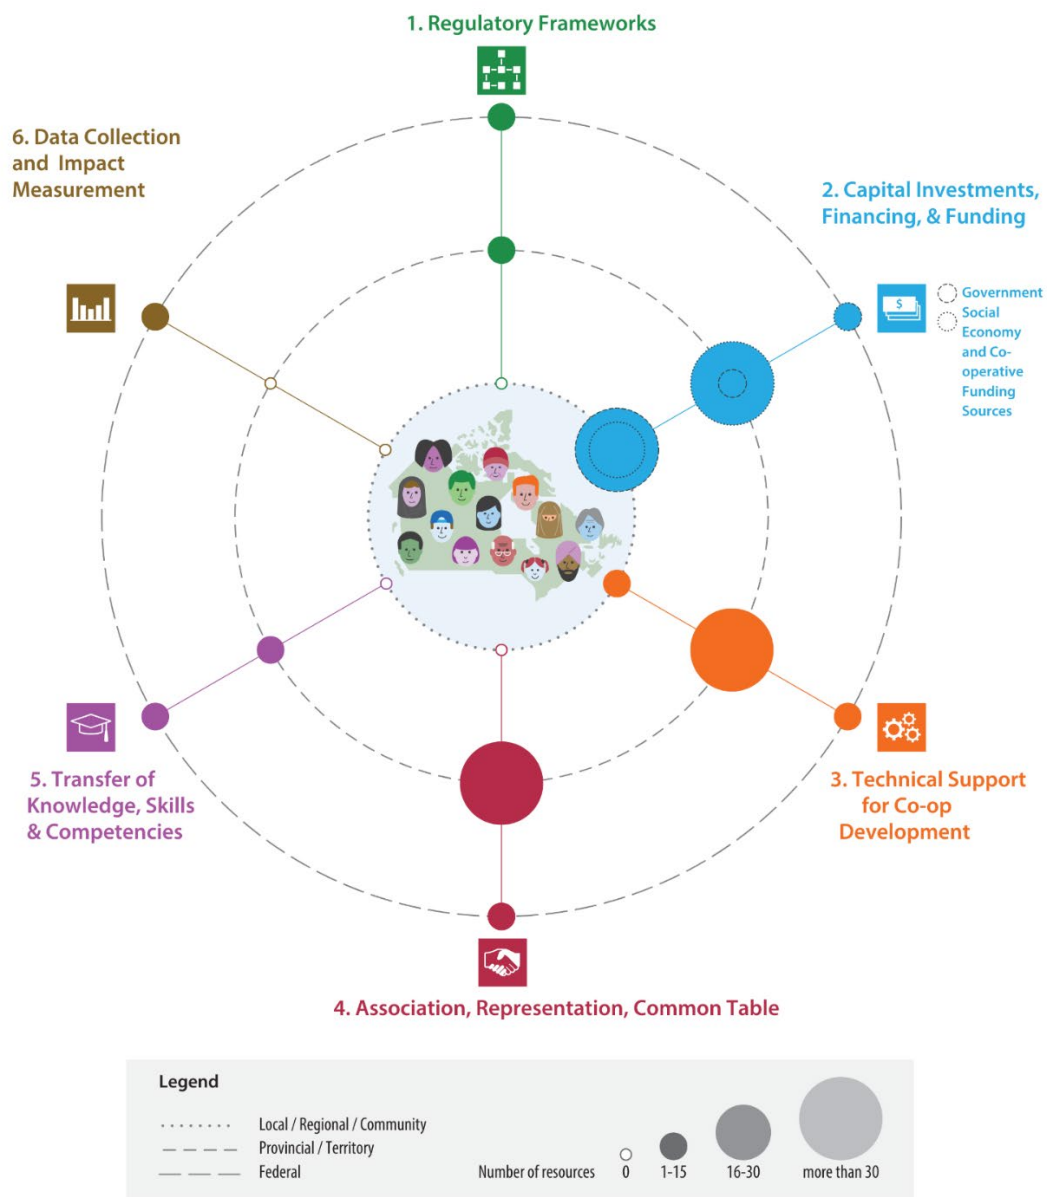 1. Regulatory Frameworks
6. Data Collection
and Impact
Measurement
2. Capital Investments,
Financing, & Funding
$
Government
Social
Economy
and Co-
operative
Funding
Sources
5. Transfer of
Knowledge, Skills
& Competencies
3. Technical Support
for Co-op
Development
4. Association, Representation, Common Table
Legend
Local / Regional / Community
Provincial / Territory
Federal
Number of resources
0
1-15
16-30
more than 30